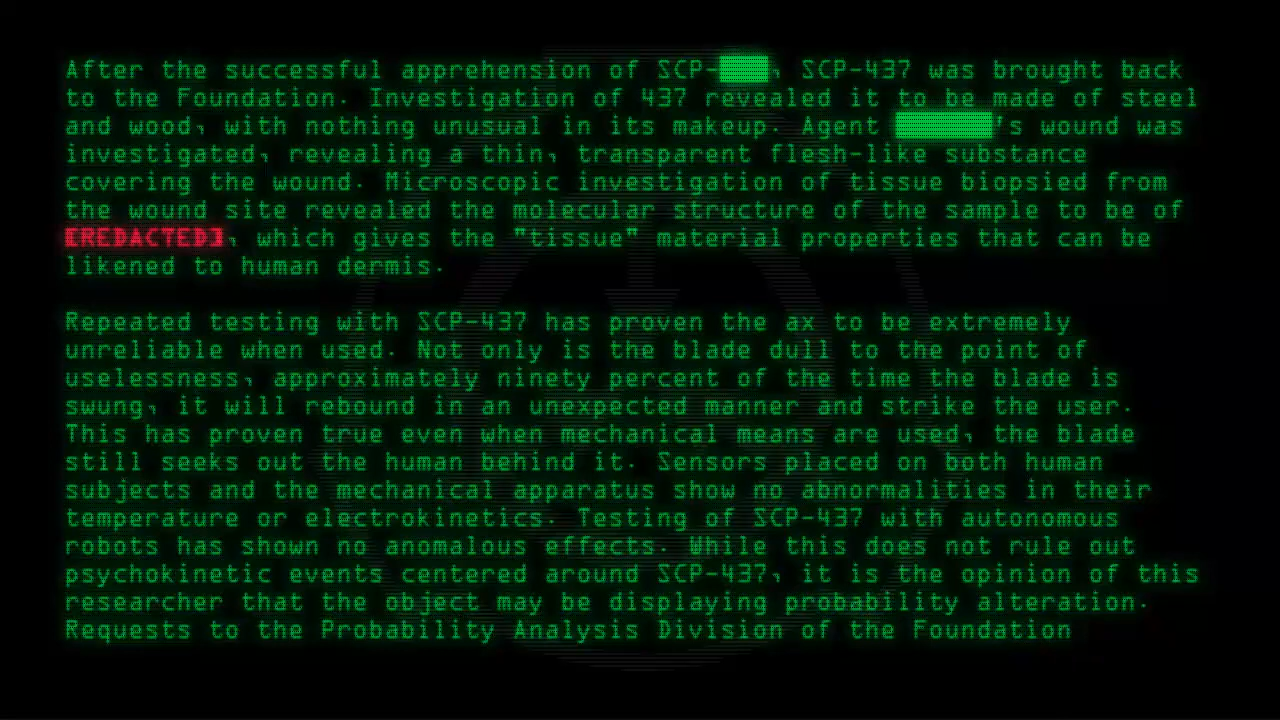 After the successful apprehension of SCP-███, SCP-437 was brought back
to the Foundation. Investigation of 437 revealed it to be made of steel
and wood, with nothing unusual in its makeup. Agent ██████'s wound was
investigated, revealing a thin, transparent flesh-like substance
covering the wound. Microscopic investigation of tissue biopsied from
the wound site revealed the molecular structure of the sample to be of
[REDACTED], which gives the "tissue" material properties that can be
likened to human dermis.
Repeated testing with SCP-437 has proven the ax to be extremely
unreliable when used. Not only is the blade dull to the point of
uselessness, approximately ninety percent of the time the blade is
swung, it will rebound in an unexpected manner and strike the user.
This has proven true even when mechanical means are used, the blade
still seeks out the human behind it. Sensors placed on both human
subjects and the mechanical apparatus show no abnormalities in their
temperature or electrokinetics. Testing of SCP-437 with autonomous
robots has shown no anomalous effects. While this does not rule out
psychokinetic events centered around SCP-437, it is the opinion of this
researcher that the object may be displaying probability alteration.
Requests to the Probability Analysis Division of the Foundation